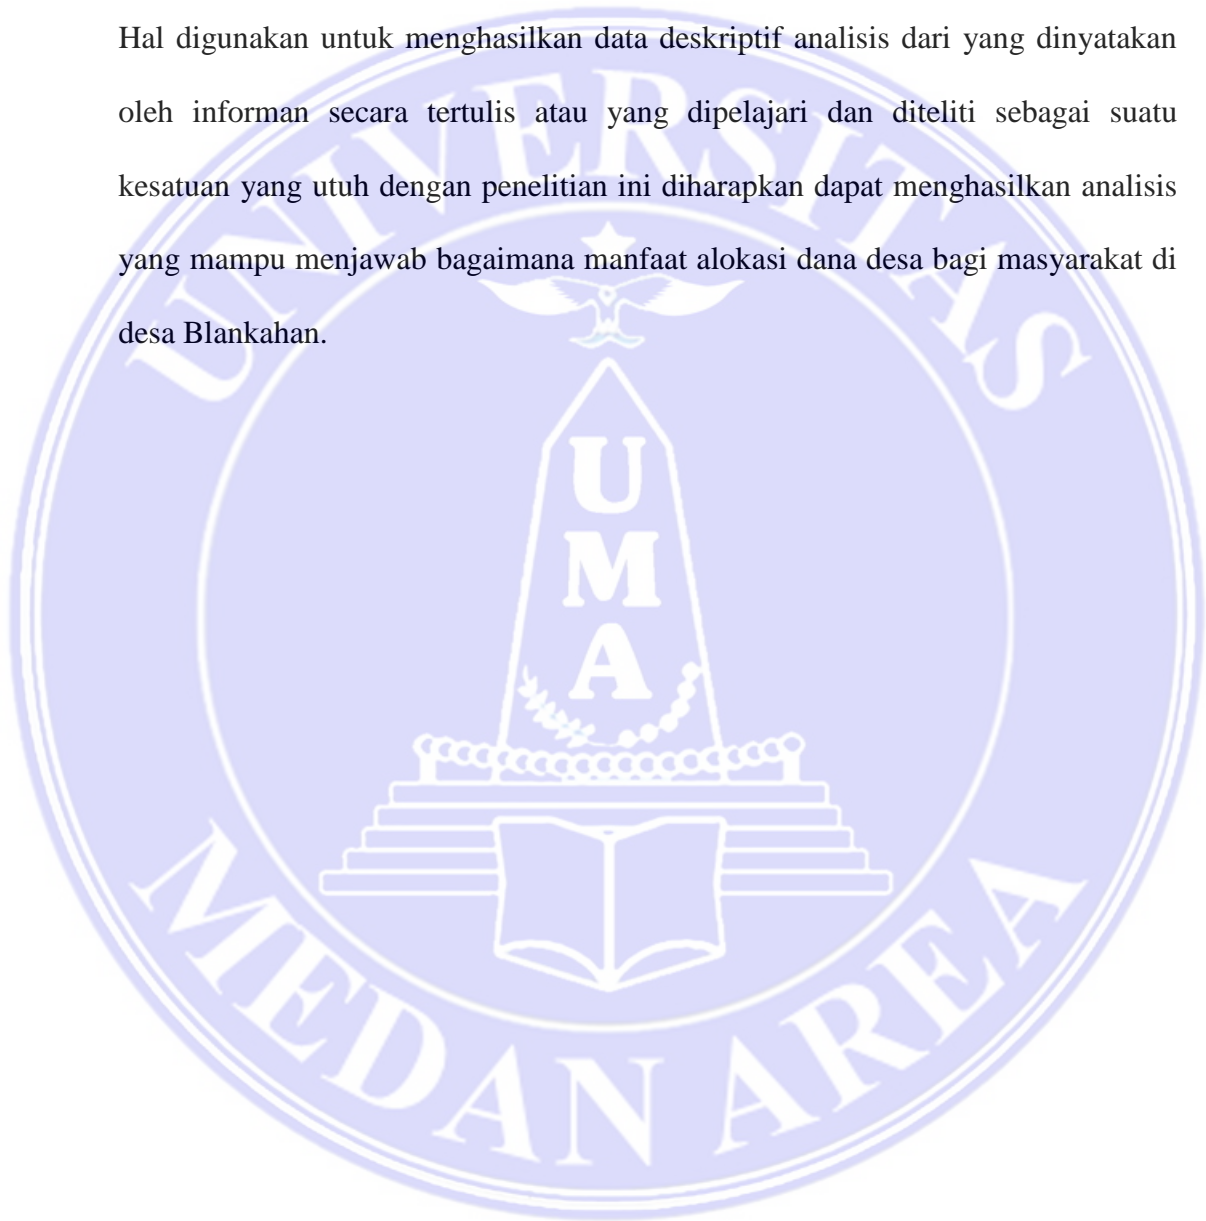 Hal digunakan untuk menghasilkan data deskriptif analisis dari yang dinyatakan
oleh informan secara tertulis atau yang dipelajari dan diteliti sebagai suatu
kesatuan yang utuh dengan penelitian ini diharapkan dapat menghasilkan analisis
yang mampu menjawab bagaimana manfaat alokasi dana desa bagi masyarakat di
desa Blankahan.
UNIVERSITAS
U
M
A
MEDAN AREA